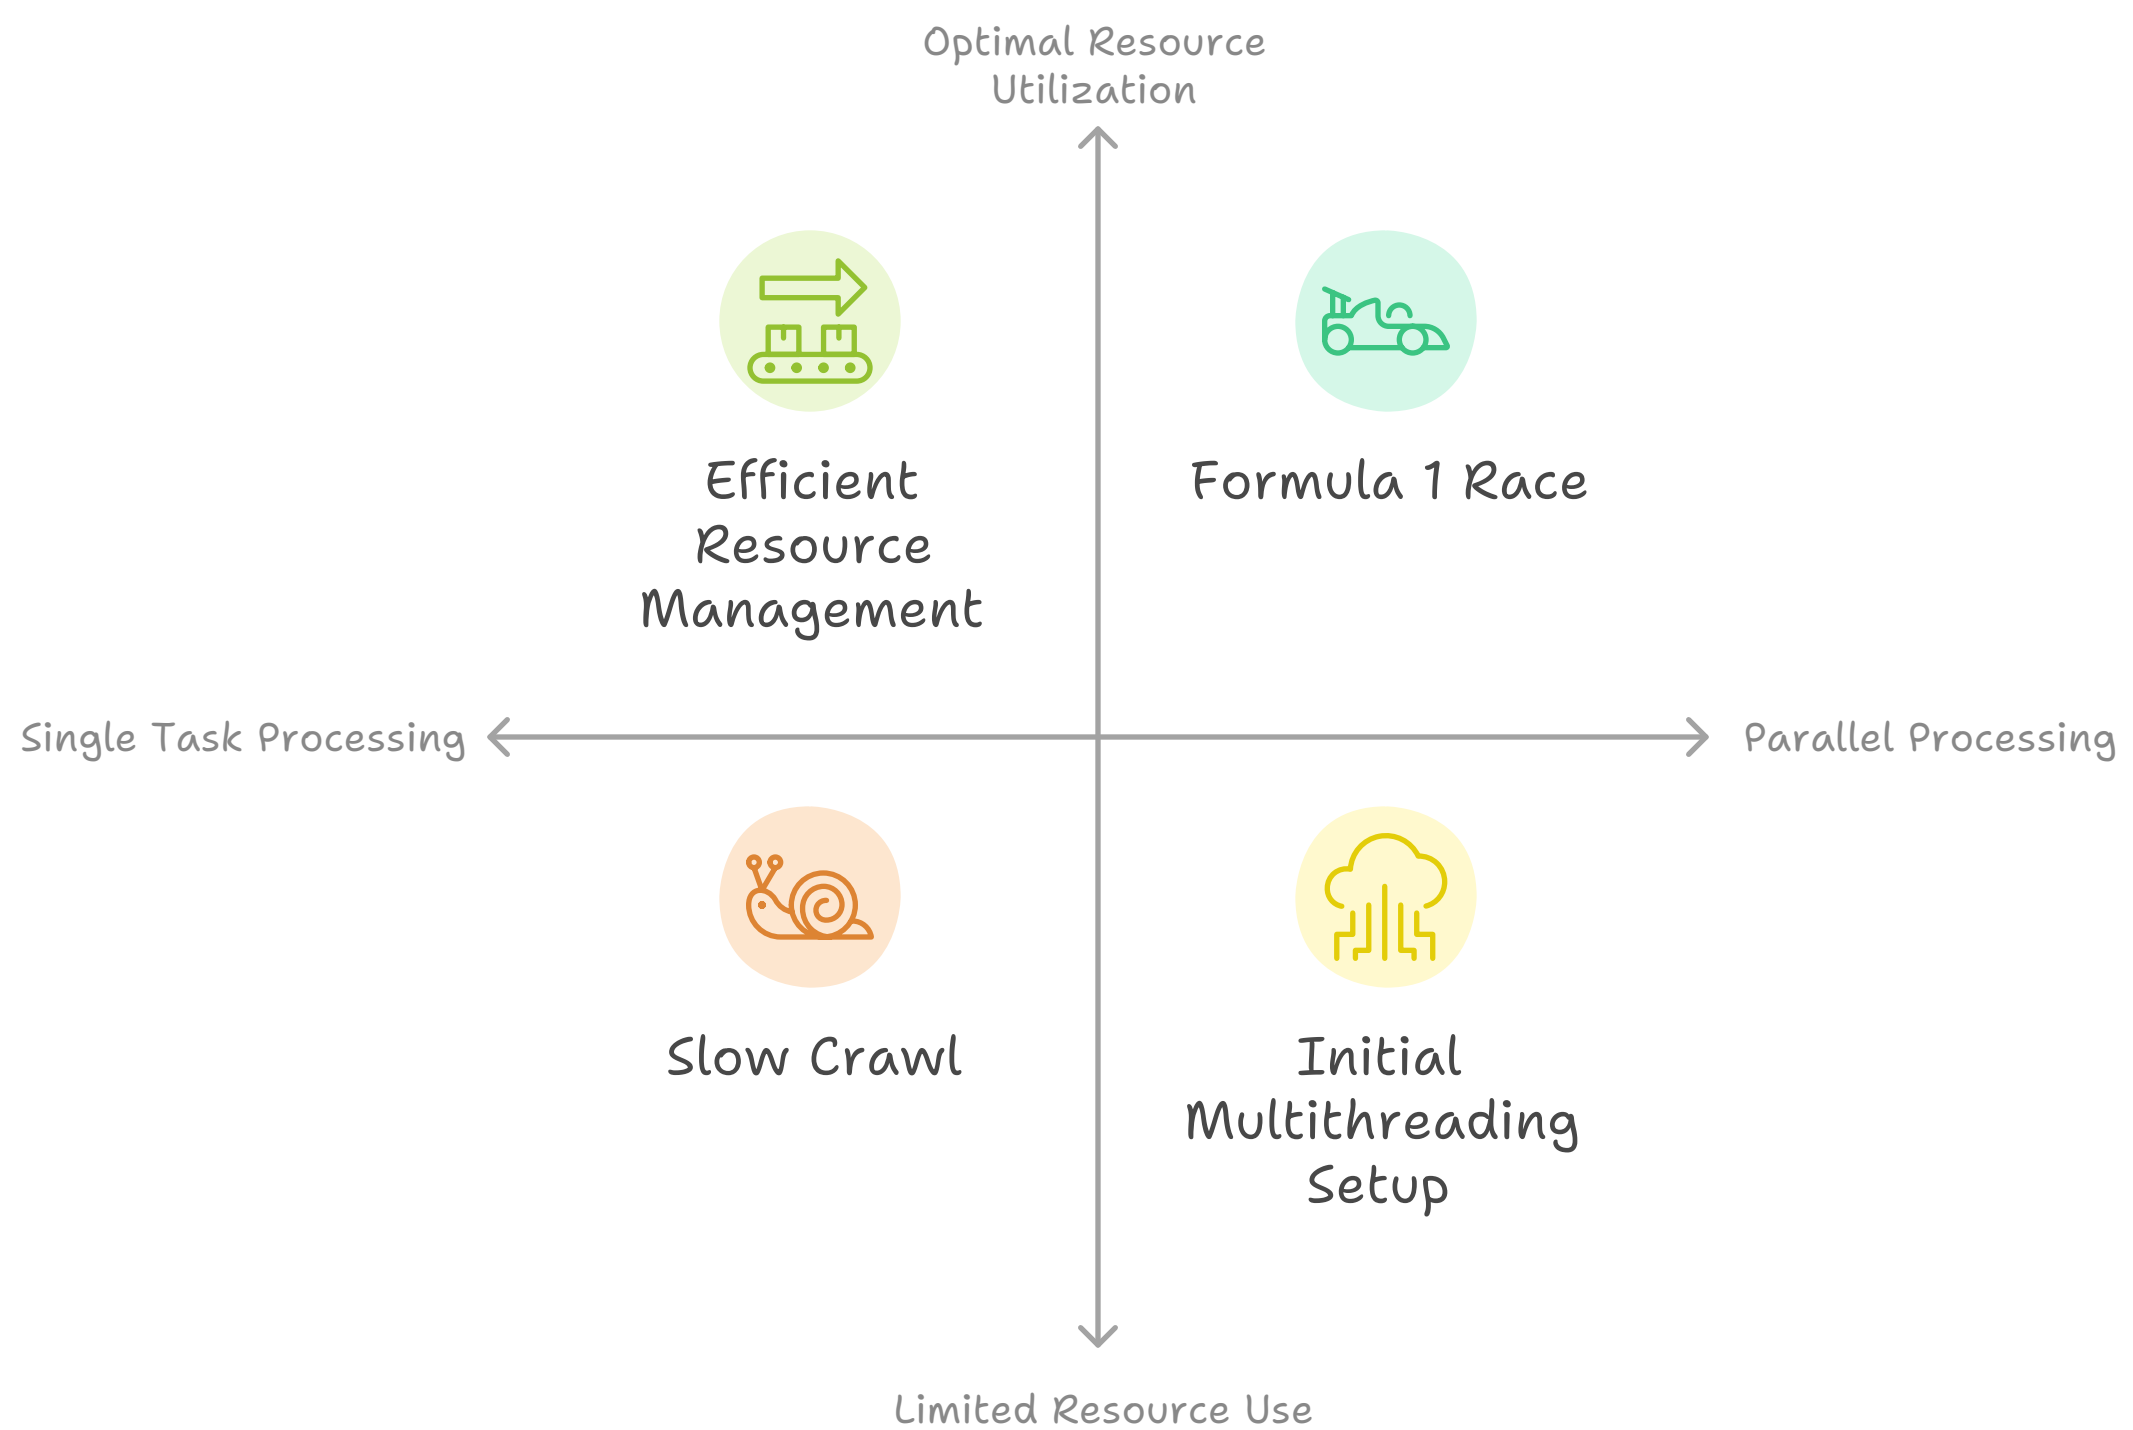 Optimal Resource
Utilization
Efficient
Resource
Management
Formula 1 Race
Single Task Processing
Parallel Processing
Slow Crawl
Initial
Multithreading
Setup
Limited Resource Use